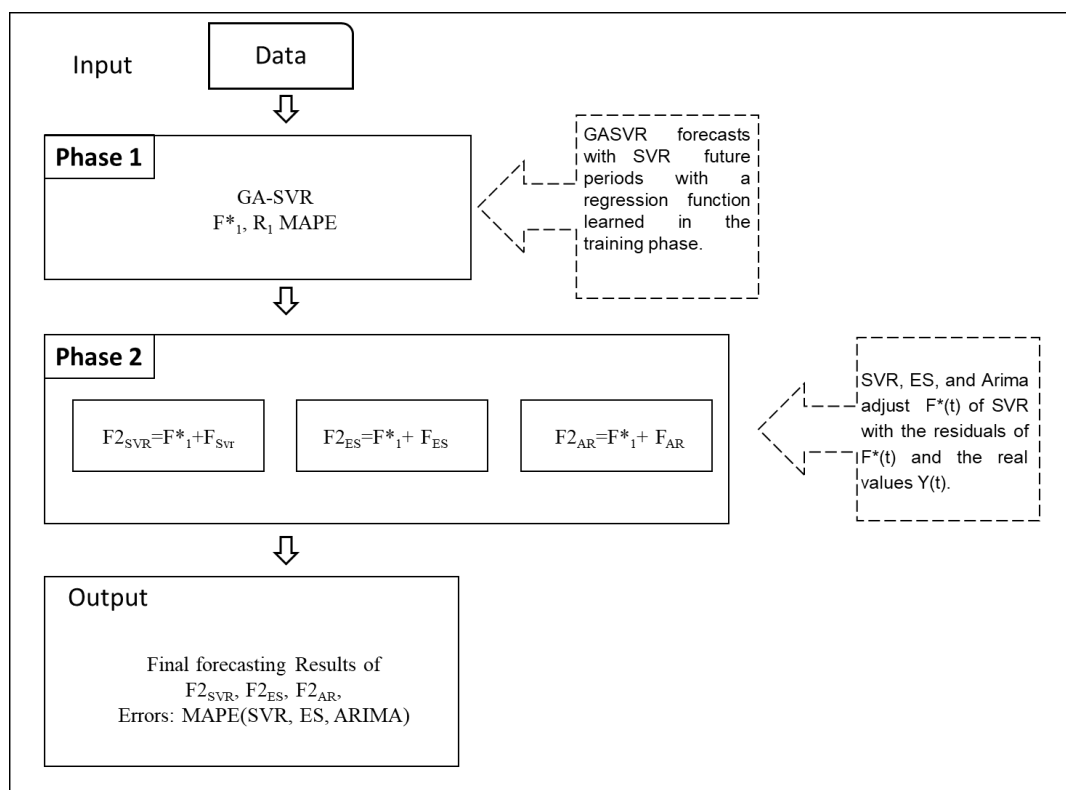 Input
Data
Phase 1
GA-SVR
F*₁, R₁ MAPE
GASVR forecasts
with SVR future
periods with a
regression function
learned in the
training phase.
Phase 2
F2SVR=F*₁+FSvr
F2ES=F*₁+ FES
F2AR=F*₁+ FAR
SVR, ES, and Arima
adjust F*(t) of SVR
with the residuals of
F*(t) and the real
values Y(t).
Output
Final forecasting Results of
F2SVR, F2ES, F2AR,
Errors: MAPE(SVR, ES, ARIMA)